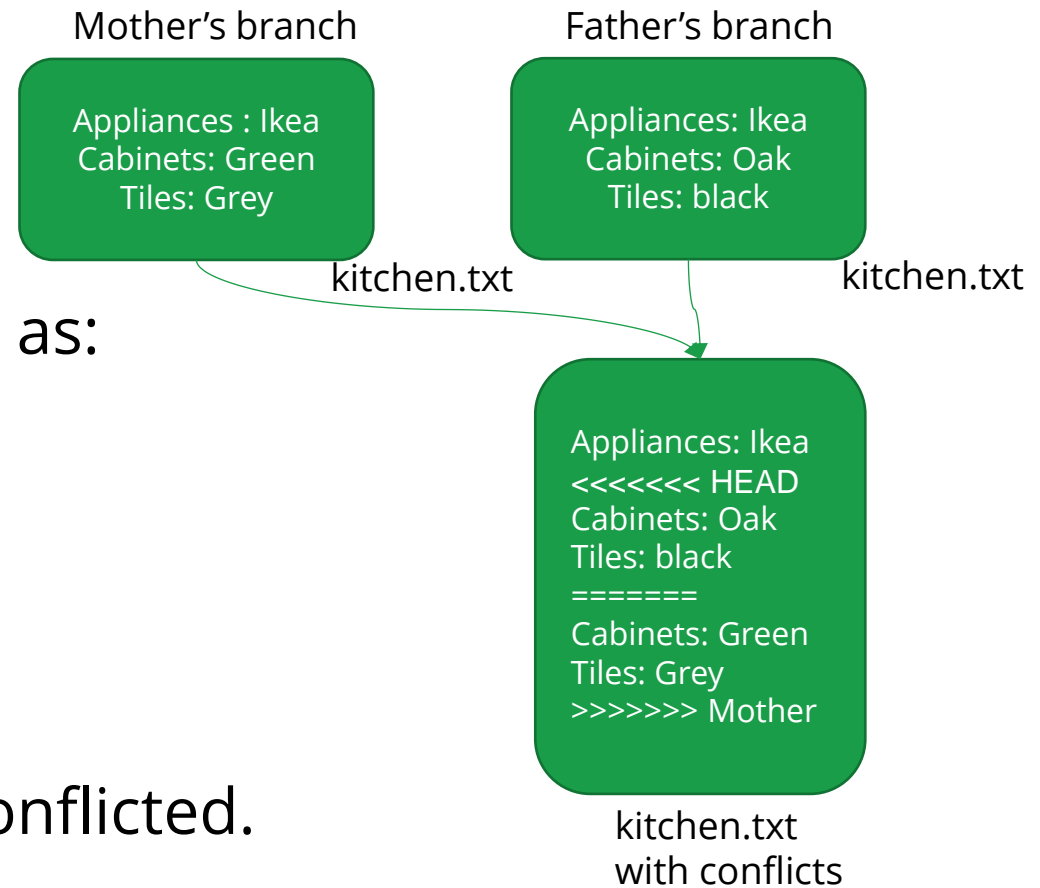 Mother’s branch
Appliances : Ikea
Cabinets: Green
Tiles: Grey
kitchen.txt
Father’s branch
Appliances: Ikea
Cabinets: Oak
Tiles: black
kitchen.txt
as:
Appliances: Ikea
<<<<<<< HEAD
Cabinets: Oak
Tiles: black
=======
Cabinets: Green
Tiles: Grey
>>>>>>> Mother
onflicted.
kitchen.txt
with conflicts